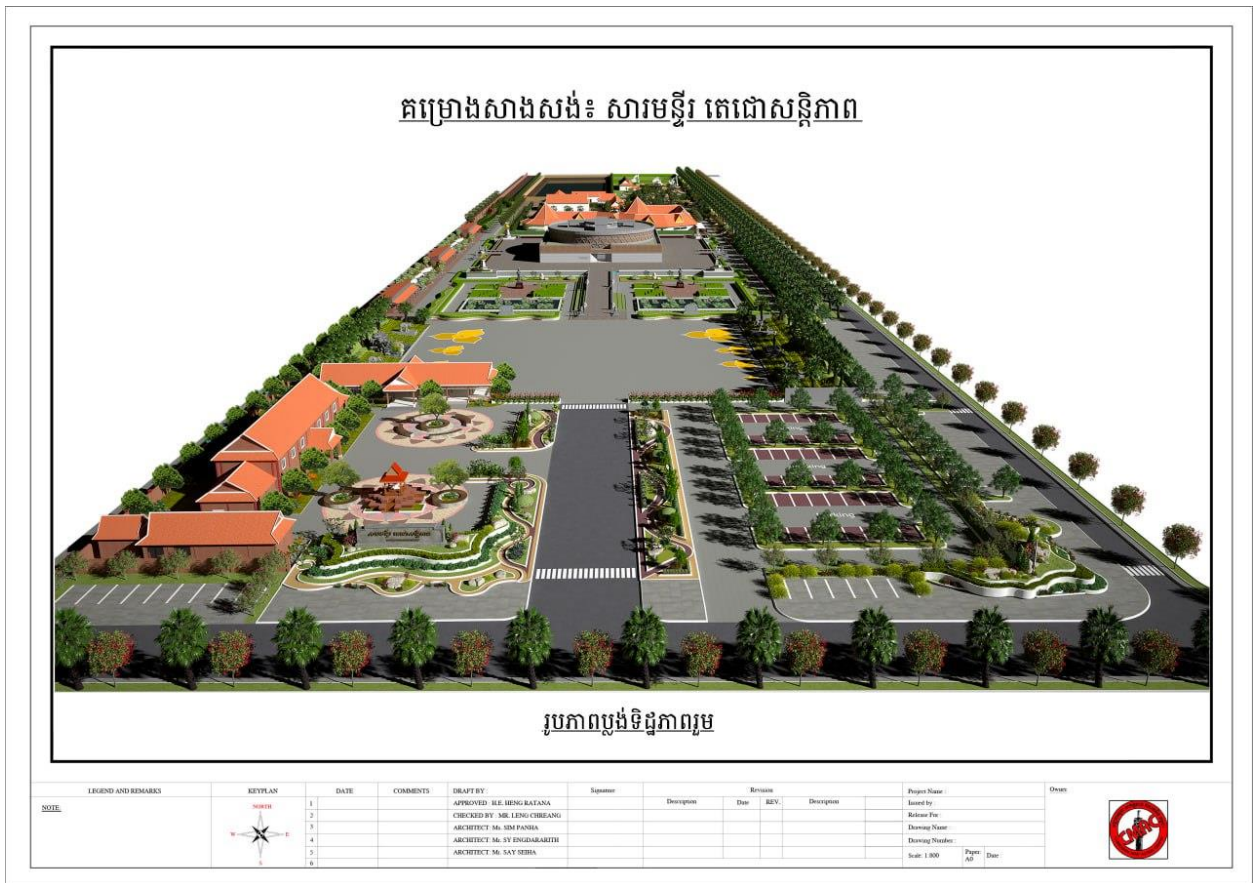 គម្រោងសាងសង់៖ សារមន្ទីរ តេជោសន្តិភាព
រូបភាពប្លង់ទិដ្ឋភាពរួម
LEGEND AND REMARKS
NOTE:
KEYPLAN
NORTH
W E
S
DATE
COMMENTS
1
2
3
4
5
6
DRAFT BY :
APPROVED : H.E. HENG RATANA
CHECKED BY : MR. LENG CHREANG
ARCHITECT: Ms. SIM PANHA
ARCHITECT: Mr. SY ENGDARARITH
ARCHITECT: Mr. SAY SEIHA
Signature
Revision
Description Date REV. Description
Project Name :
Issued by :
Release For :
Drawing Name :
Drawing Number :
Scale: 1:800
Paper: A0
Date :
Owner
CMAC